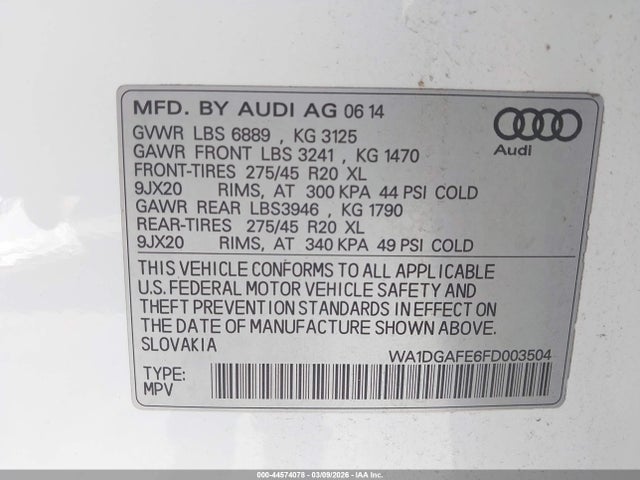 MFD. BY AUDI AG 06 14
GVWR LBS 6889 , KG 3125
GAWR FRONT LBS 3241 , KG 1470
FRONT-TIRES 275/45 R20 XL
9JX20 RIMS, AT 300 KPA 44 PSI COLD
GAWR REAR LBS3946 , KG 1790
REAR-TIRES 275/45 R20 XL
9JX20 RIMS, AT 340 KPA 49 PSI COLD
Audi
THIS VEHICLE CONFORMS TO ALL APPLICABLE
U.S. FEDERAL MOTOR VEHICLE SAFETY AND
THEFT PREVENTION STANDARDS IN EFFECT ON
THE DATE OF MANUFACTURE SHOWN ABOVE.
SLOVAKIA
WA1DGAFE6FD003504
TYPE:
MPV
000-44574078 - 03/09/2026 - IAA Inc.